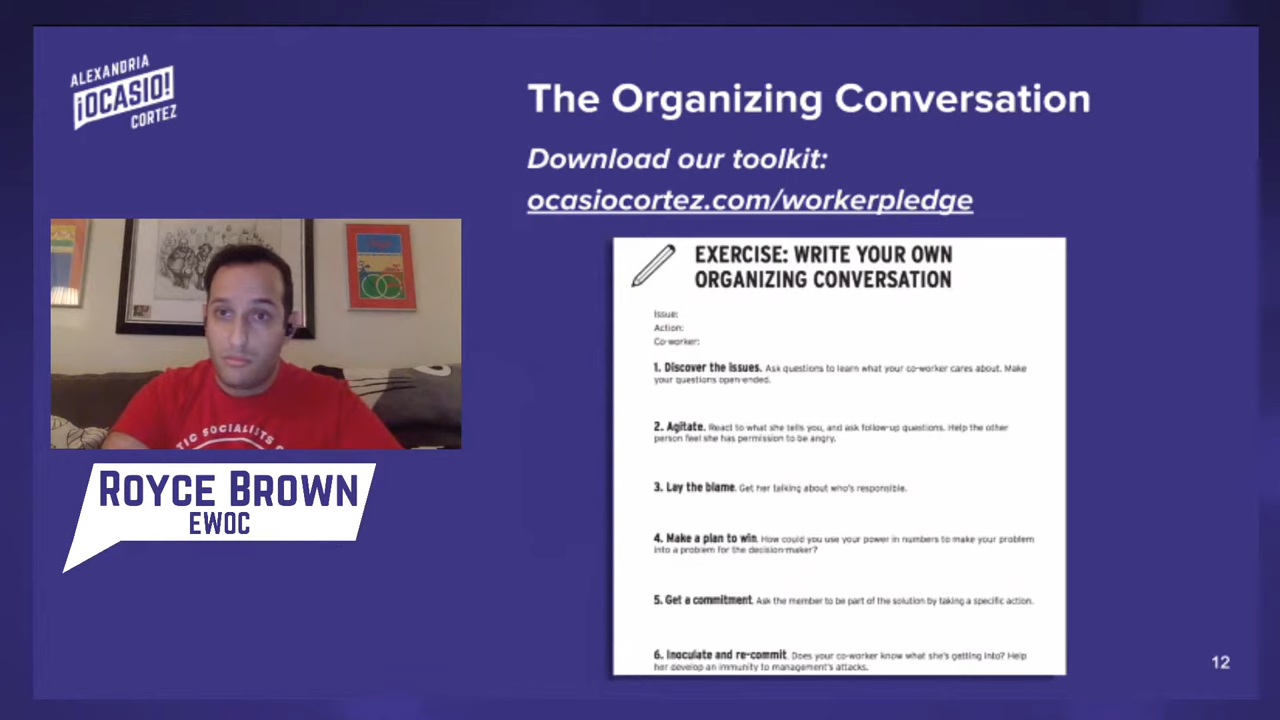 ALEXANDRIA
¡OCASIO!
CORTEZ
The Organizing Conversation
Download our toolkit:
ocasiocortez.com/workerpledge
TIC SOCIALISTS O
ROYCE BROWN
EWOC
EXERCISE: WRITE YOUR OWN
ORGANIZING CONVERSATION
Issue:
Action:
Co-worker:
1. Discover the issues. Ask questions to learn what your co-worker cares about. Make
your questions open-ended.
2. Agitate. React to what she tells you, and ask follow-up questions. Help the other
person feel she has permission to be angry.
3. Lay the blame. Get her talking about who's responsible.
4. Make a plan to win. How could you use your power in numbers to make your problem
into a problem for the decision-maker?
5. Get a commitment. Ask the member to be part of the solution by taking a specific action.
6. Inoculate and re-commit. Does your co-worker know what she's getting into? Help
her develop an immunity to management's attacks.
12